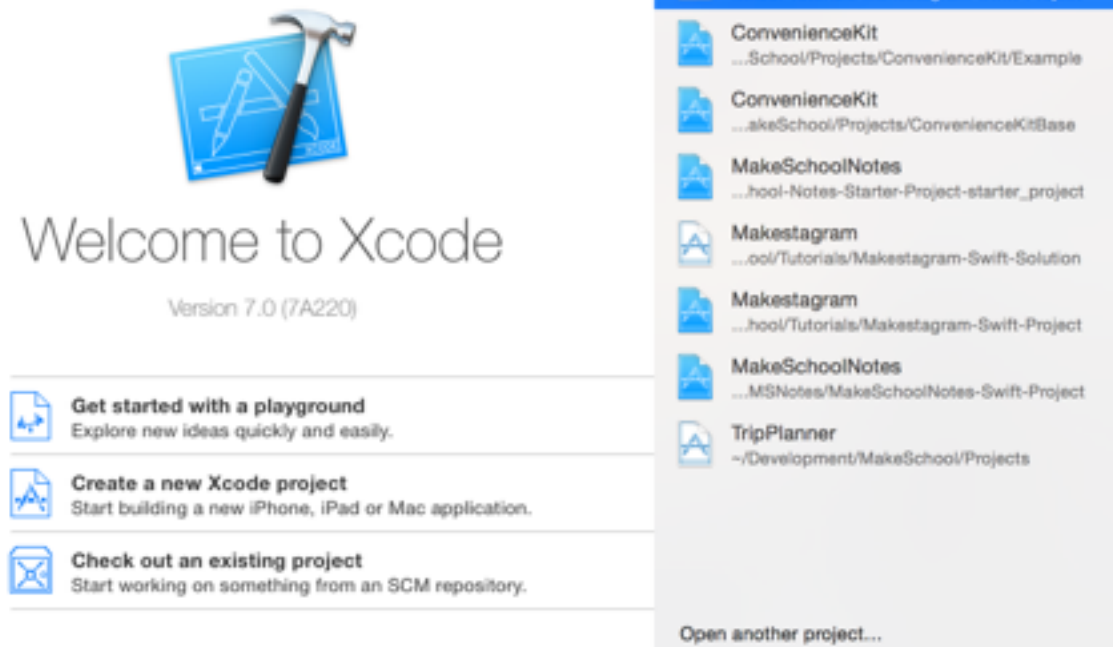 Welcome to Xcode
Version 7.0 (7A220)
Get started with a playground
Explore new ideas quickly and easily.
Create a new Xcode project
Start building a new iPhone, iPad or Mac application.
Check out an existing project
Start working on something from an SCM repository.
ConvenienceKit
...School/Projects/ConvenienceKit/Example
ConvenienceKit
...akeSchool/Projects/ConvenienceKitBase
MakeSchoolNotes
...hool-Notes-Starter-Project-starter_project
Makestagram
...ool/Tutorials/Makestagram-Swift-Solution
Makestagram
...hool/Tutorials/Makestagram-Swift-Project
MakeSchoolNotes
...MSNotes/MakeSchoolNotes-Swift-Project
TripPlanner
~/Development/MakeSchool/Projects
Open another project...